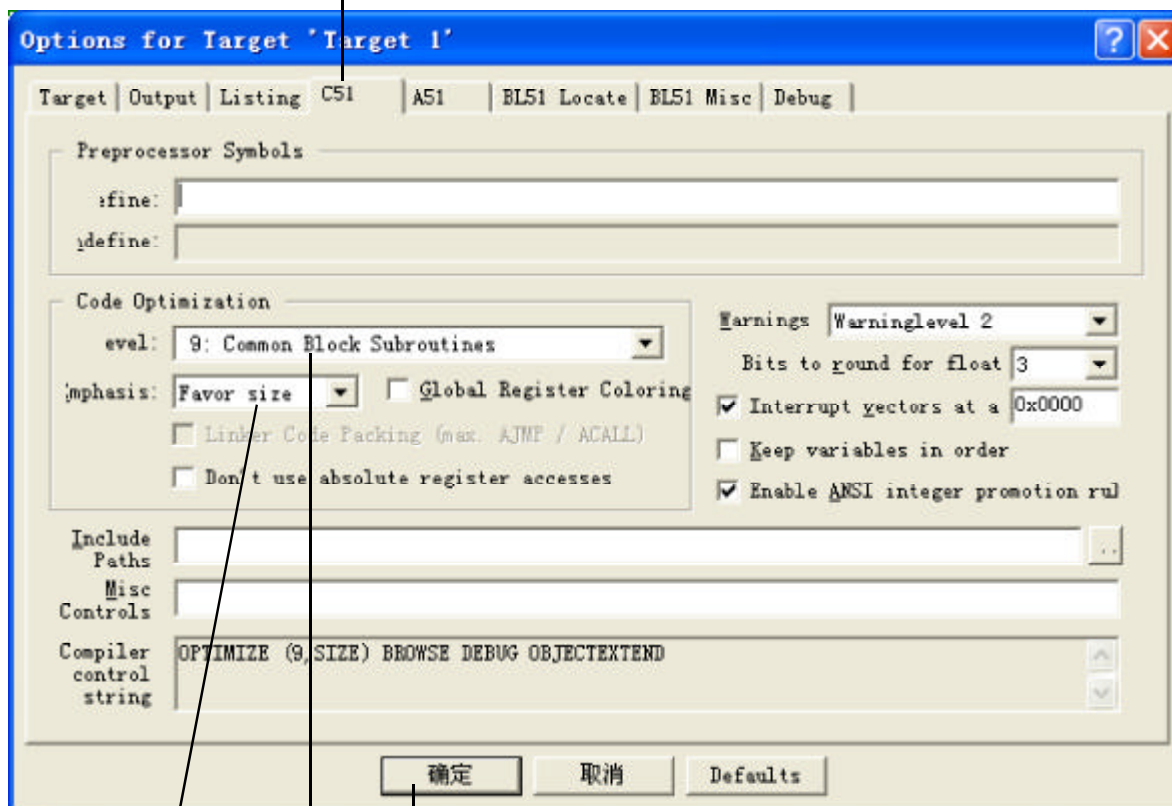 Options for Target 'Target 1'
Target Output Listing C51 A51 BL51 Locate BL51 Misc Debug
Preprocessor Symbols
efine:
define:
Code Optimization
evel: 9: Common Block Subroutines
Emphasis: Favor size
Global Register Coloring
Linker Code Packing (max. AJMP / ACALL)
Don't use absolute register accesses
Warnings Warninglevel 2
Bits to round for float 3
Interrupt vectors at a 0x0000
Keep variables in order
Enable ANSI integer promotion rul
Include Paths
..
Misc Controls
Compiler control string
OPTIMIZE (9,SIZE) BROWSE DEBUG OBJECTEXTEND
确定 取消 Defaults